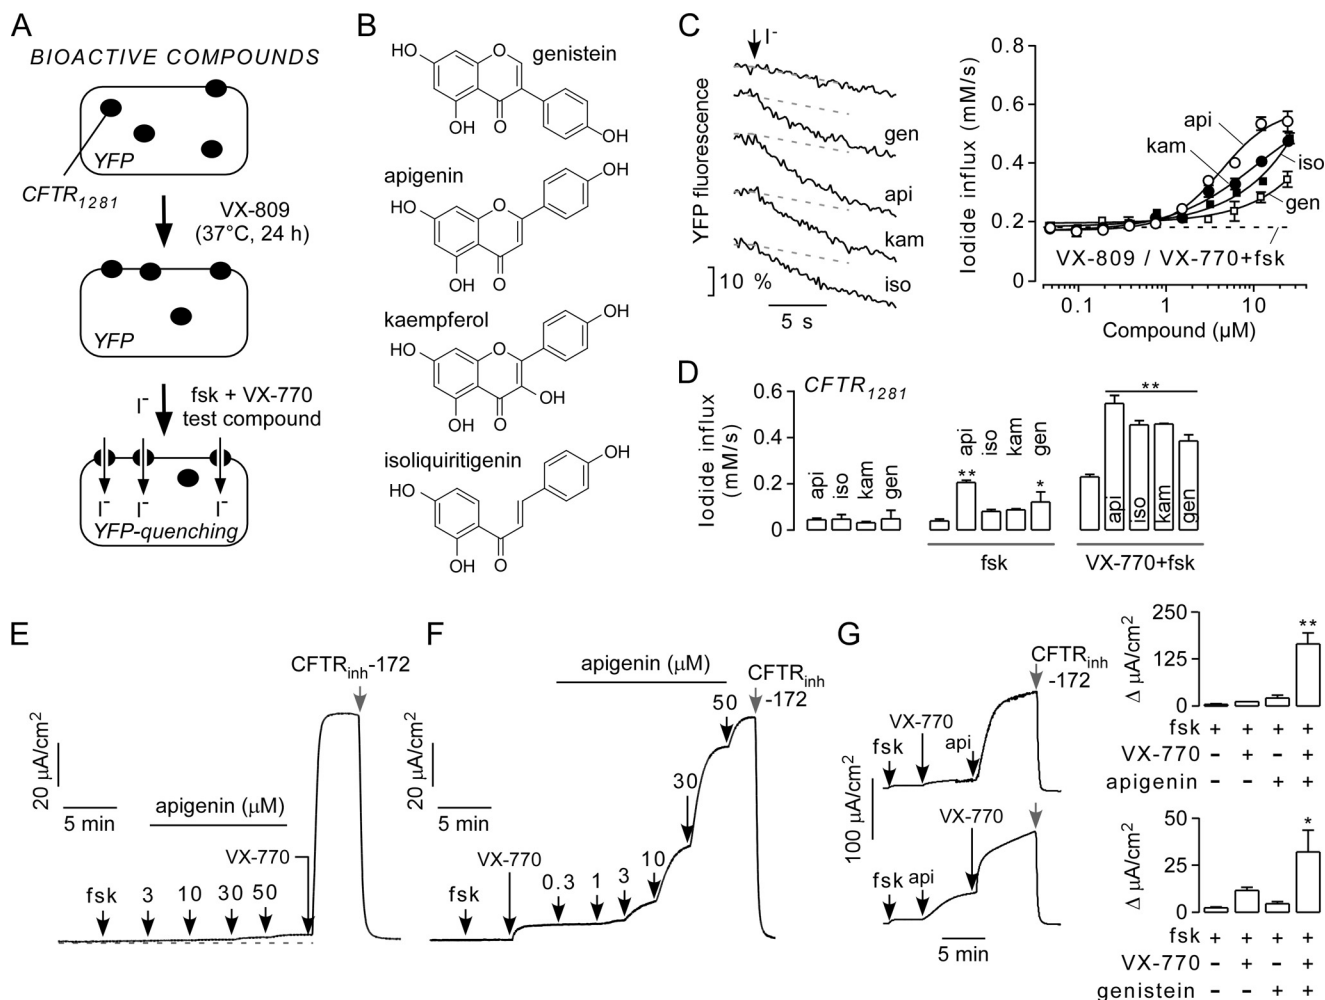 A
BIOACTIVE COMPOUNDS
YFP
CFTR1281
VX-809
(37°C, 24 h)
YFP
I-
fsk + VX-770
test compound
I- I- I-
YFP-quenching
B
HO O genistein
OH O OH
apigenin OH
HO O
OH O
kaempferol OH
HO O
OH
OH O
isoliquiritigenin OH
HO
OH O
C
I-
YFP fluorescence
gen
api
kam
iso
10 %
5 s
Iodide influx (mM/s)
0.8
0.6
0.4
0.2
0
api
kam
iso
gen
VX-809 / VX-770+fsk
0.1 1 10
Compound (µM)
D
CFTR1281
Iodide influx
(mM/s)
0.6
0.4
0.2
0
api iso kam gen
api iso kam gen
** *
fsk
**
api iso kam gen
VX-770+fsk
E
CFTRinh-172
20 µA/cm2
5 min
apigenin (µM)
VX-770
fsk 3 10 30 50
F
apigenin (µM)
CFTRinh
-172
50
20 µA/cm2
5 min
30
VX-770
10
fsk 0.3 1 3
G
CFTRinh
-172
VX-770
fsk api
100 µA/cm2
VX-770
fsk api
5 min
Δ µA/cm2
250
125
0
**
fsk + + + +
VX-770 - + - +
apigenin - - + +
Δ µA/cm2
50
25
0
*
fsk + + + +
VX-770 - + - +
genistein - - + +